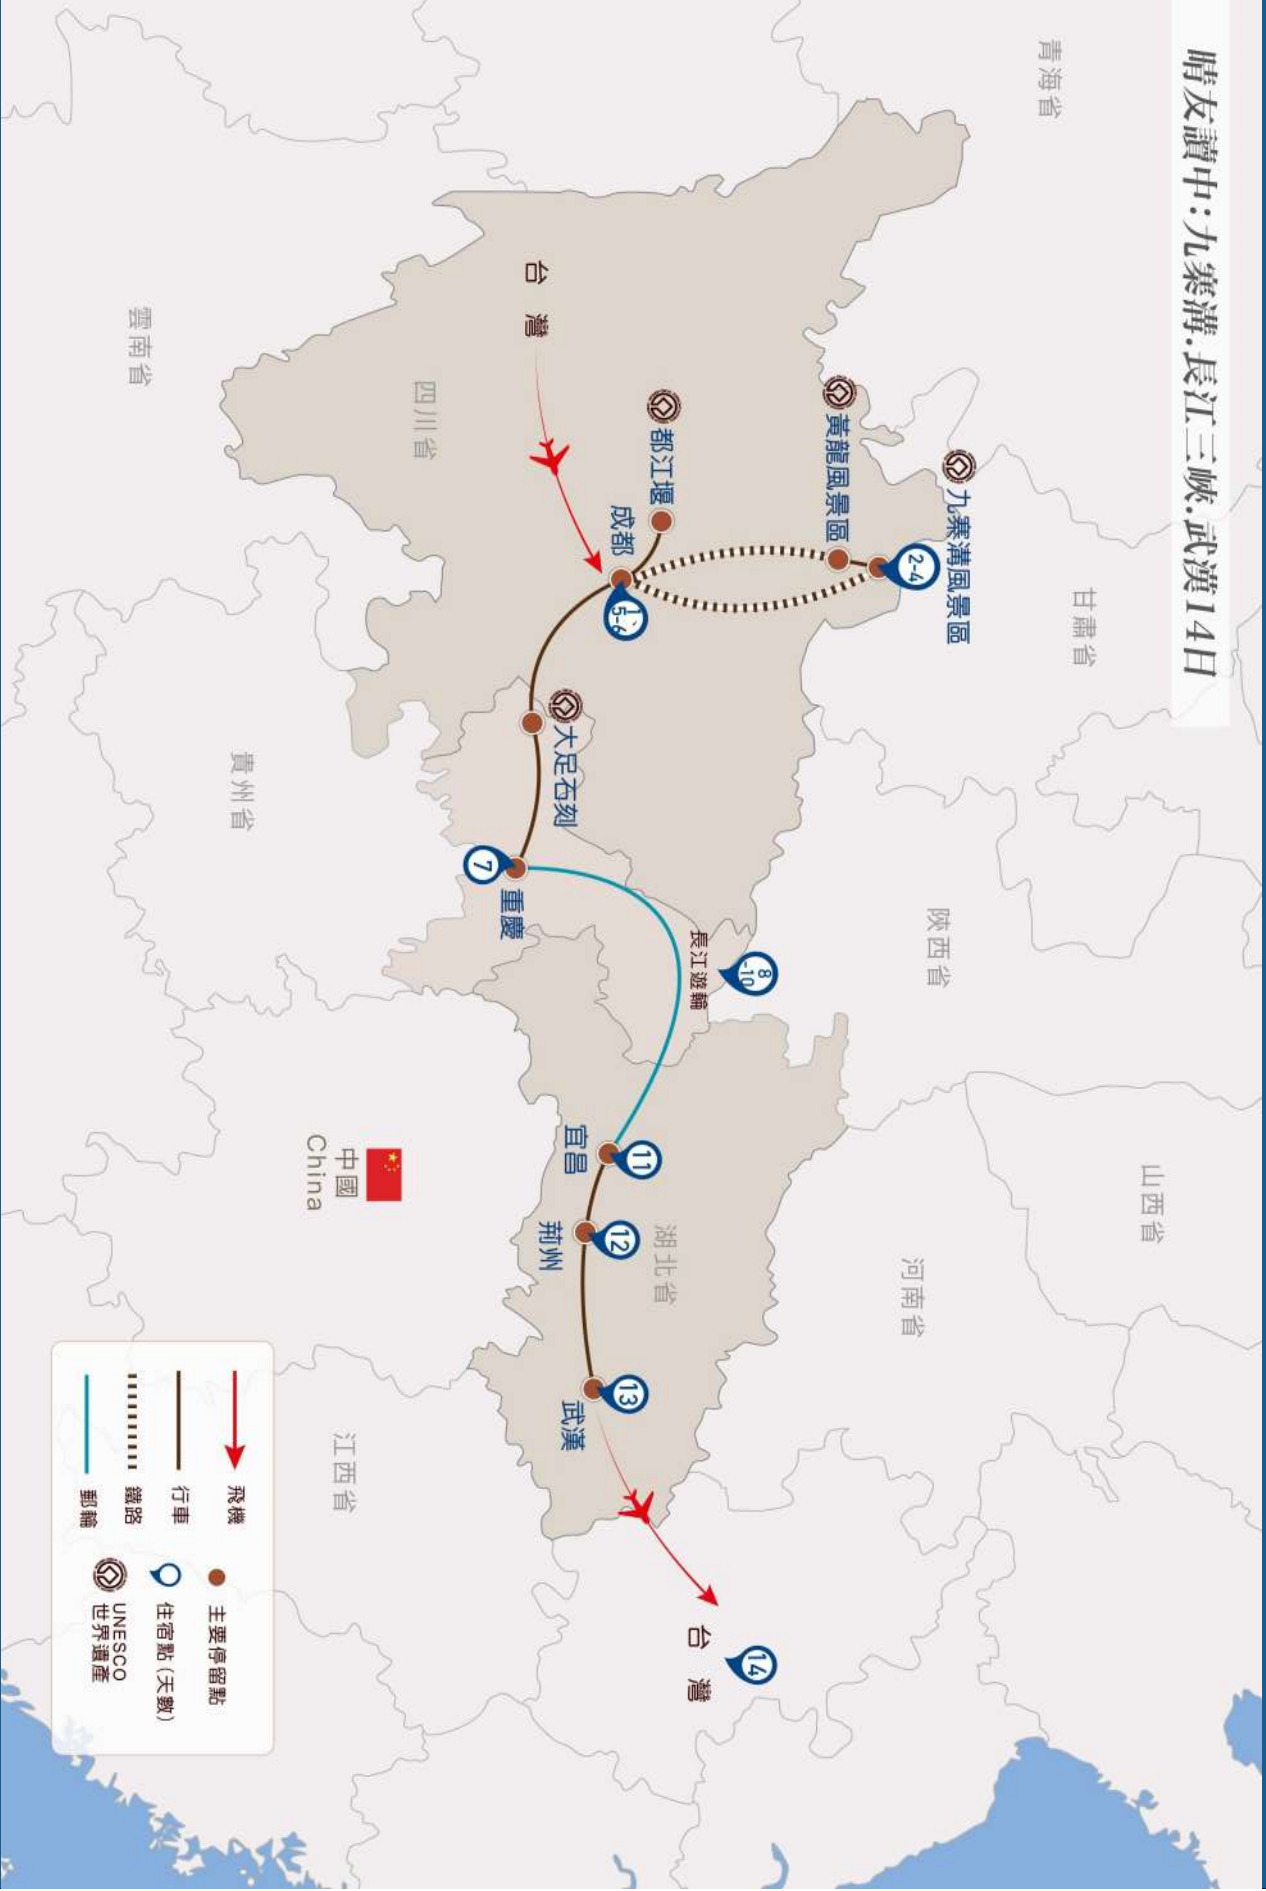 晴友讀中:九寨溝.長江三峽.武漢14日
青海省
甘肅省
陝西省
山西省
河南省
九寨溝風景區
2-4
黃龍風景區
都江堰
成都
1、
5-6
台 灣
四川省
雲南省
大足石刻
重慶
7
貴州省
長江遊輪
8
-10
宜昌
11
荊州
12
湖北省
武漢
13
台 灣
14
中國
China
江西省
飛機
行車
鐵路
郵輪
主要停留點
住宿點(天數)
UNESCO
世界遺產